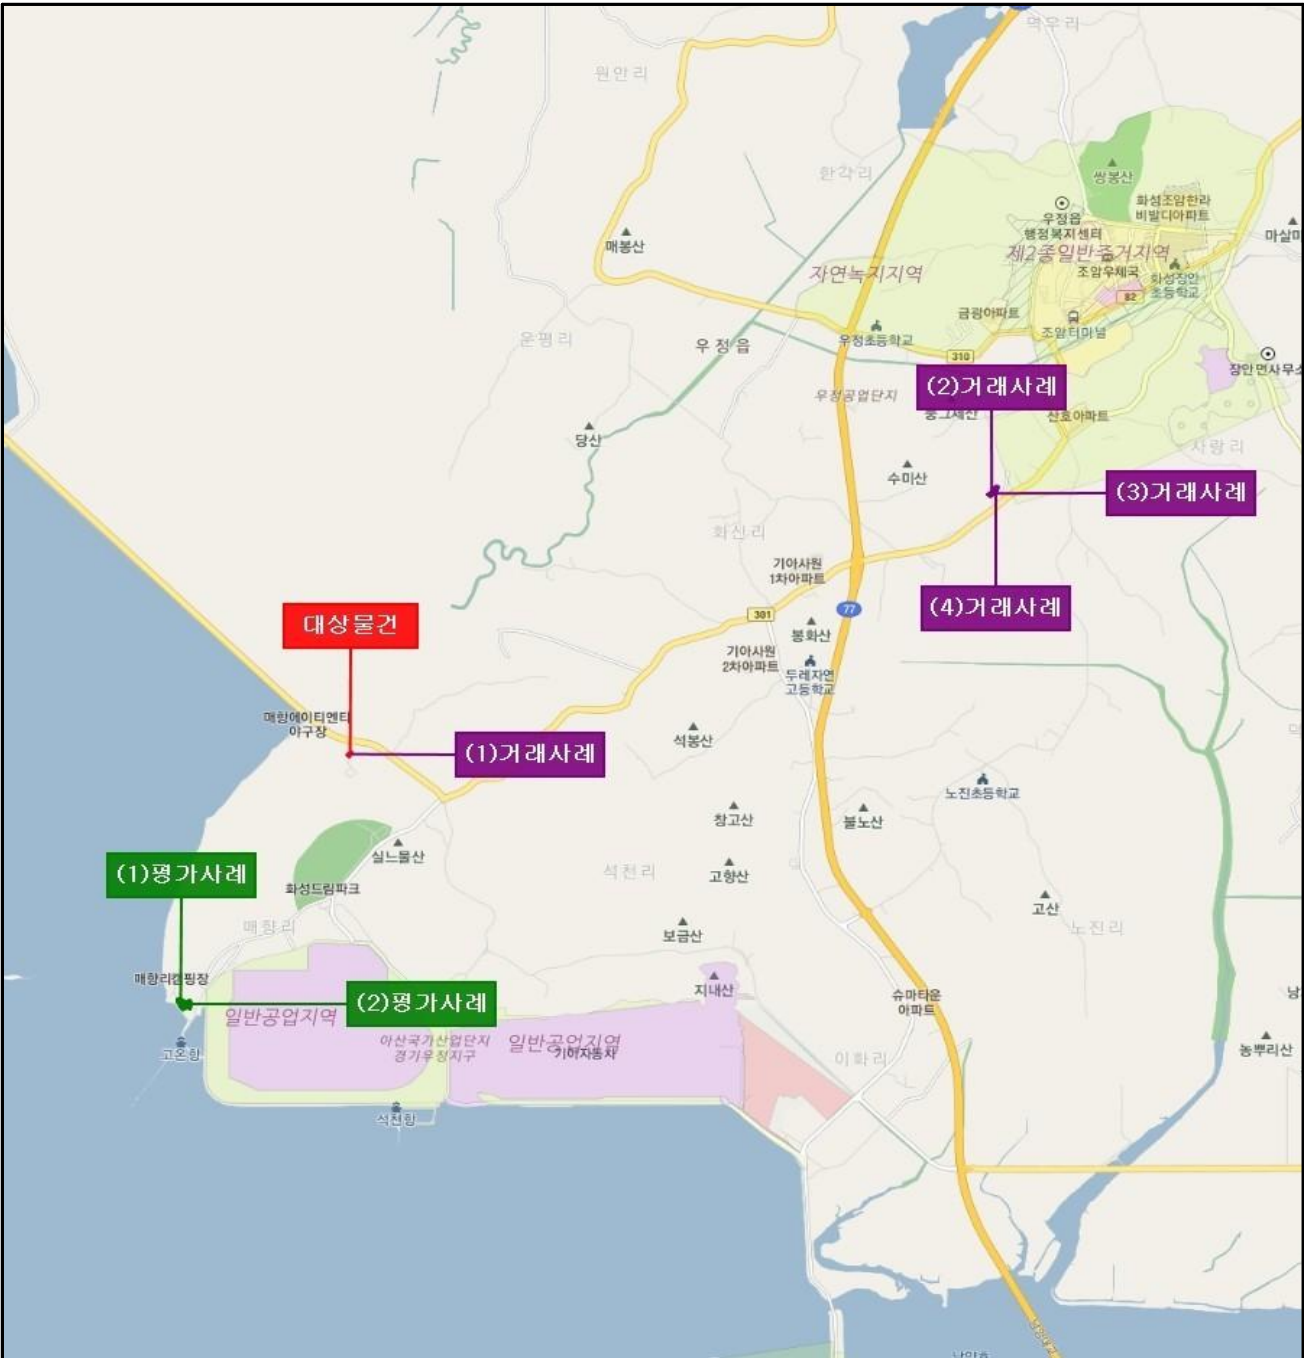 역우리
원안리
한각리
쌍봉산
화성조암한라
비발디아파트
우정읍
행정복지센터
마살미
매봉산
제2종일반주거지역
조암우체국
화성장안
초등학교
자연녹지지역
82
금광아파트
조암터미널
운평리
우정읍
우정초등학교
310
장안면사무소
(2)거래사례
우정공업단지
산호아파트
당산
사랑리
수미산
(3)거래사례
화신리
기아사원
1차아파트
(4)거래사례
대상물건
301
77
봉화산
기아사원
2차아파트
두레자연
고등학교
매향에이티엔티
야구장
석봉산
(1)거래사례
노진초등학교
창고산
불노산
실느물산
(1)평가사례
석천리
고향산
화성드림파크
고산
매향리
보금산
노진리
매향리캠핑장
지내산
(2)평가사례
슈마타운
아파트
일반공업지역
아산국가산업단지
경기우정지구
일반공업지역
기아자동차
고온항
이화리
농뿌리산
석천항
남양호